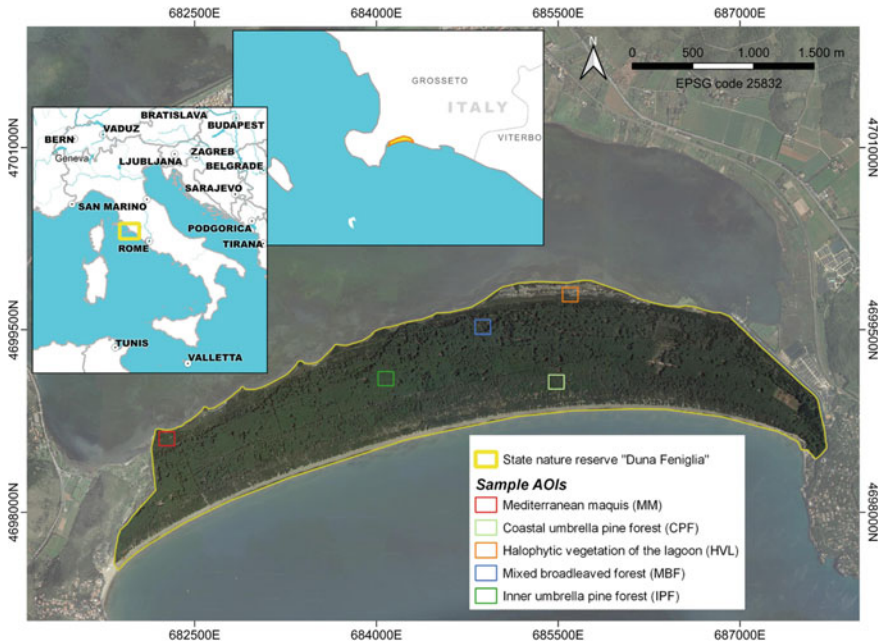 682500E 684000E 685500E 687000E
N
0 500 1.000 1.500 m
EPSG code 25832
GROSSETO
ITALY
VITERBO
BRATISLAVA
VADUZ
BUDAPEST
BERN
Geneva
LJUBLJANA
ZAGREB
BELGRADE
SARAJEVO
SAN MARINO
PODGORICA
ROME
TIRANA
TUNIS
VALLETTA
4701000N 4701000N
4699500N 4699500N
4698000N 4698000N
State nature reserve "Duna Feniglia"
Sample AOIs
Mediterranean maquis (MM)
Coastal umbrella pine forest (CPF)
Halophytic vegetation of the lagoon (HVL)
Mixed broadleaved forest (MBF)
Inner umbrella pine forest (IPF)
682500E 684000E 685500E 687000E